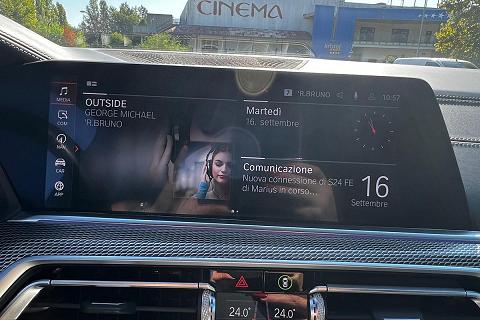 CINEMA
'R.BRUNO
10:57
MEDIA
OUTSIDE
GEORGE MICHAEL
'R.BRUNO
Martedì
16. settembre
COM
NAV
CAR
APP
Comunicazione
Nuova connessione di S24 FE
di Marius in corso...
16
Settembre
24.0°
24.0°